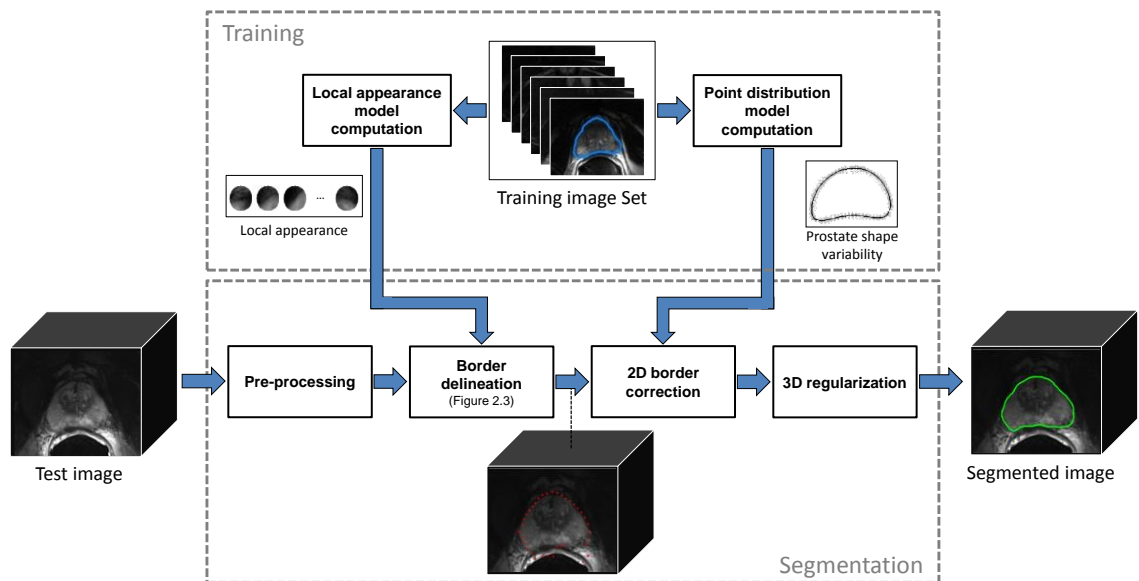 Training
Local appearance
model
computation
Point distribution
model
computation
Training image Set
...
Local appearance
Prostate shape
variability
Pre-processing
Border
delineation
(Figure 2.3)
2D border
correction
3D regularization
Test image
Segmented image
Segmentation